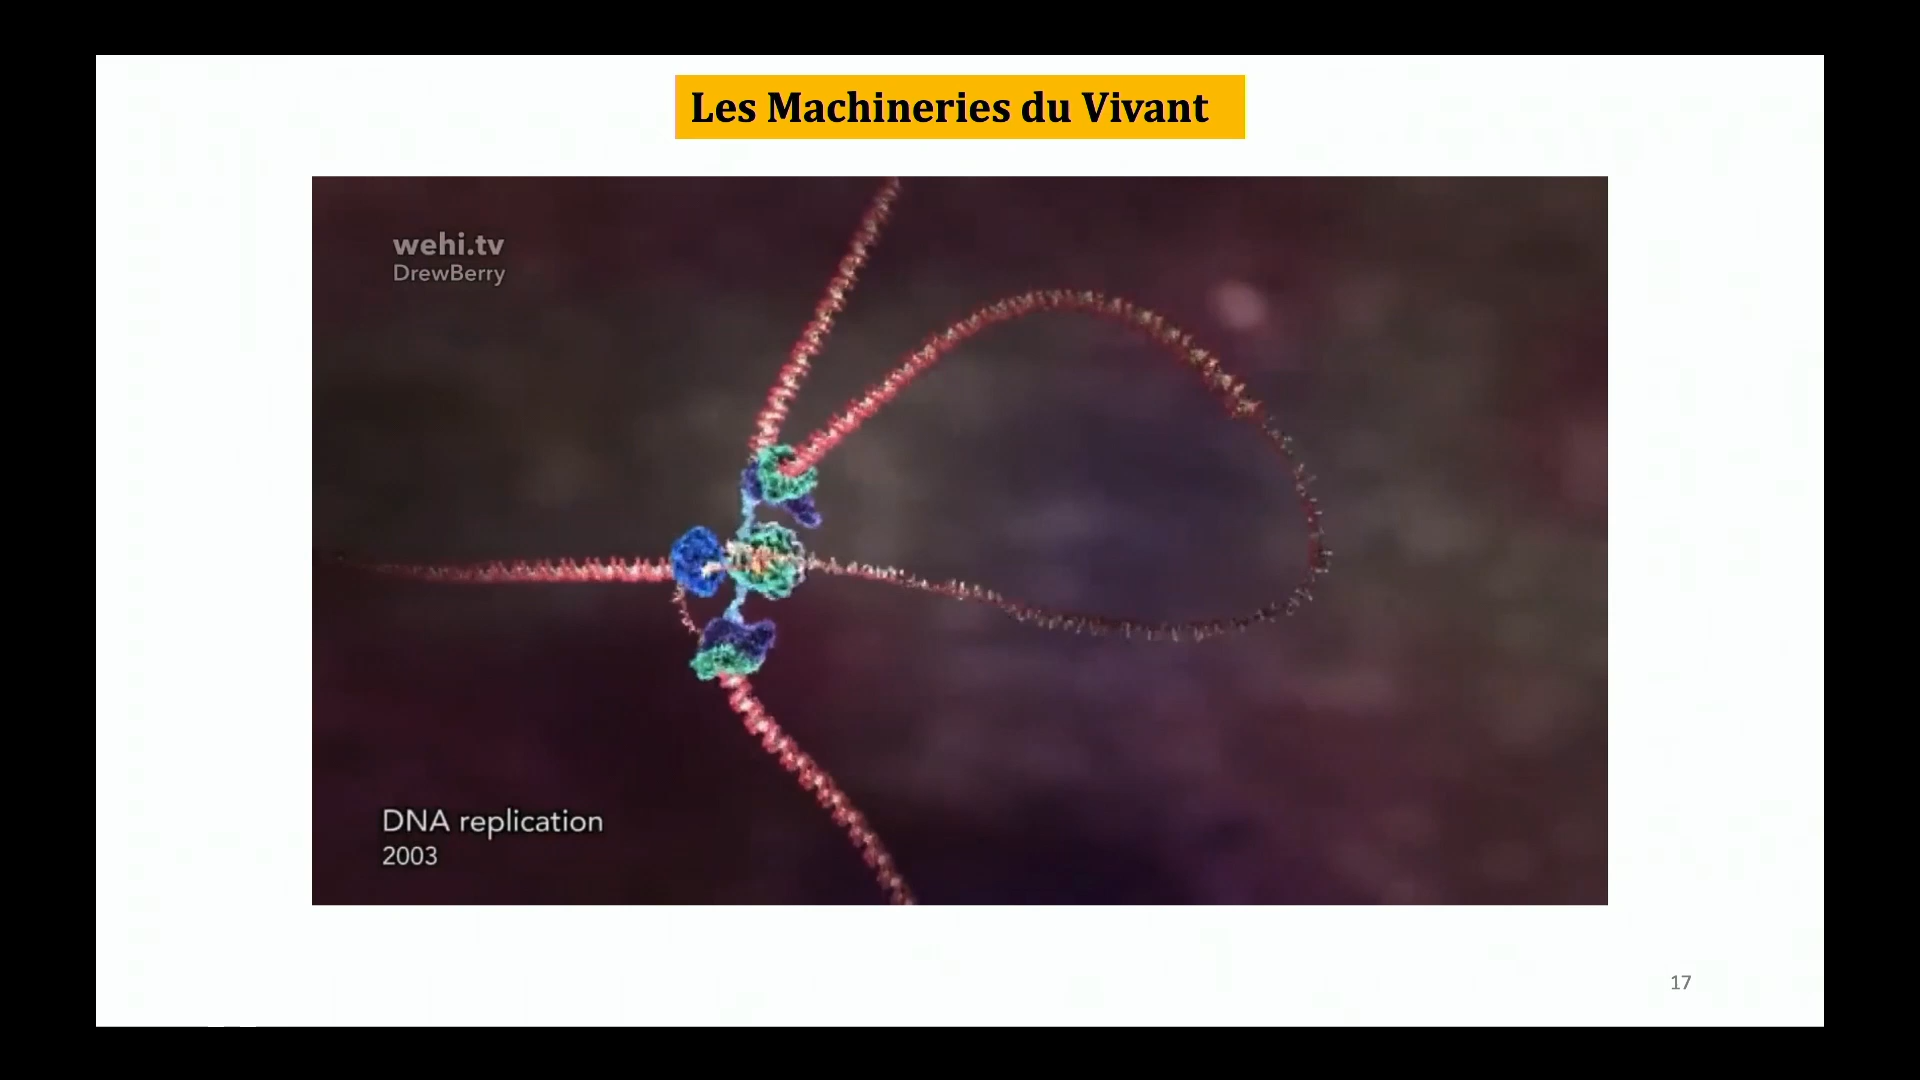 Les Machineries du Vivant
wehi.tv
DrewBerry
DNA replication
2003
17